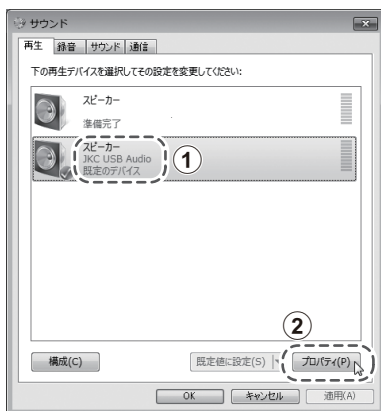 サウンド
再生 録音 サウンド 通信
下の再生デバイスを選択してその設定を変更してください:
スピーカー
準備完了
スピーカー
JKC USB Audio
既定のデバイス
①
②
構成(C) 既定値に設定(S) プロパティ(P)
OK キャンセル 適用(A)